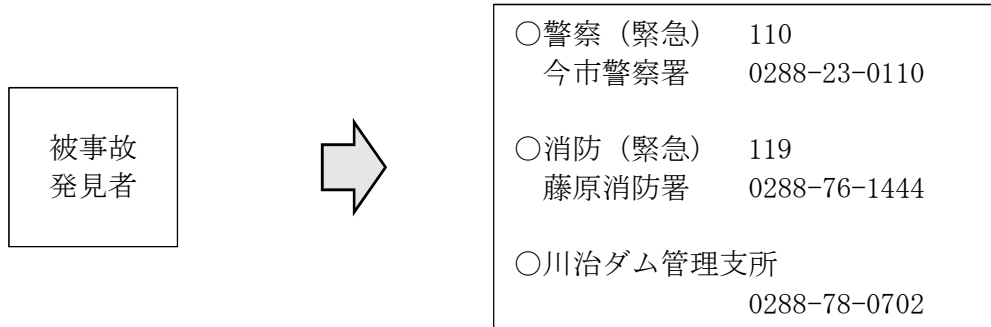 被事故
発見者
○警察（緊急）　110
今市警察署　0288-23-0110
○消防（緊急）　119
藤原消防署　0288-76-1444
○川治ダム管理支所
0288-78-0702